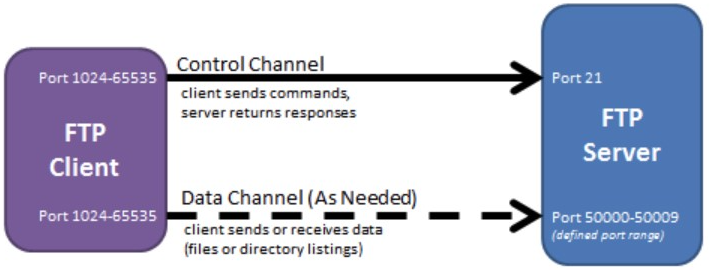 Control Channel
Port 1024-65535
Port 21
client sends commands,
server returns responses
FTP
Client
FTP
Server
Data Channel (As Needed)
Port 1024-65535
Port 50000-50009
client sends or receives data
(defined port range)
(files or directory listings)